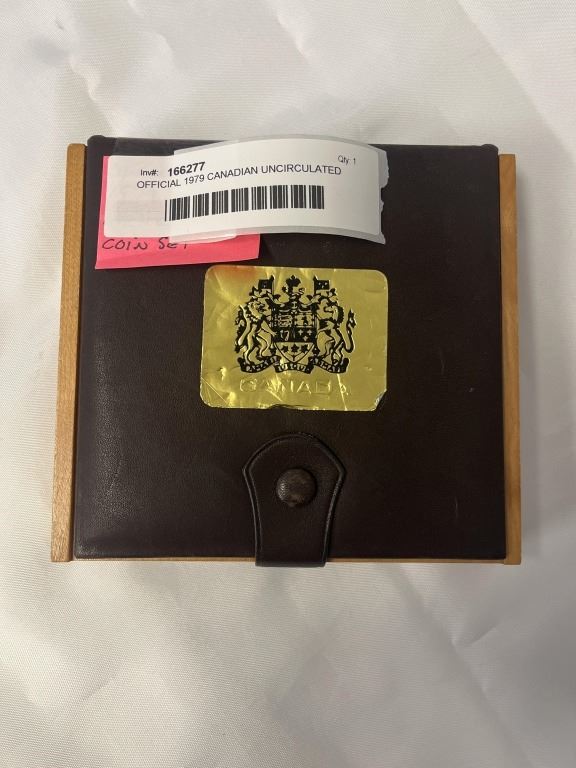 Inv#: 166277 Qty: 1
OFFICIAL 1979 CANADIAN UNCIRCULATED
COIN SET
CANADA